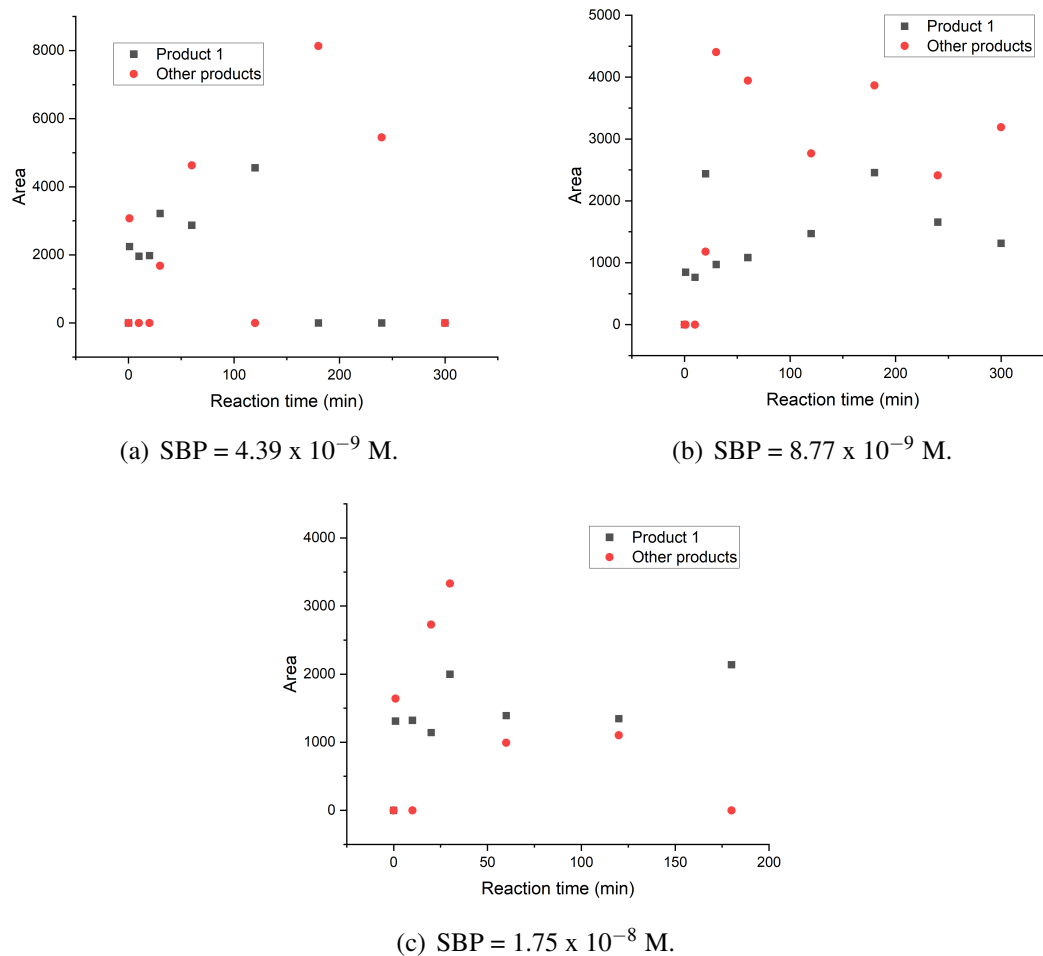 Product 1
Other products
8000
6000
4000
2000
0
Area
0
100
200
300
Reaction time (min)
(a) SBP = 4.39 x 10⁻⁹ M.
Product 1
Other products
5000
4000
3000
2000
1000
0
Area
0
100
200
300
Reaction time (min)
(b) SBP = 8.77 x 10⁻⁹ M.
Product 1
Other products
4000
3000
2000
1000
0
Area
0
50
100
150
200
Reaction time (min)
(c) SBP = 1.75 x 10⁻⁸ M.